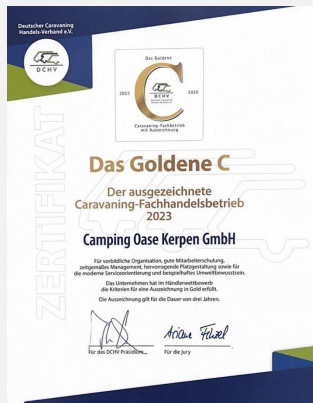 Deutscher Caravaning
Handels-Verband e.V.
DCHV
Das Goldene
2023
2026
C
DCHV
Caravaning-Fachbetrieb
mit Auszeichnung
ZERTIFIKAT
Das Goldene C
Der ausgezeichnete
Caravaning-Fachhandelsbetrieb
2023
Camping Oase Kerpen GmbH
Für vorbildliche Organisation, gute Mitarbeiterschulung,
zeitgemäßes Management, hervorragende Platzgestaltung sowie für
die moderne Serviceorientierung und beispielhaftes Umweltbewusstsein.
Das Unternehmen hat im Händlerwettbewerb
die Kriterien für eine Auszeichnung in Gold erfüllt.
Die Auszeichnung gilt für die Dauer von drei Jahren.
Für das DCHV Präsidium
Für die Jury